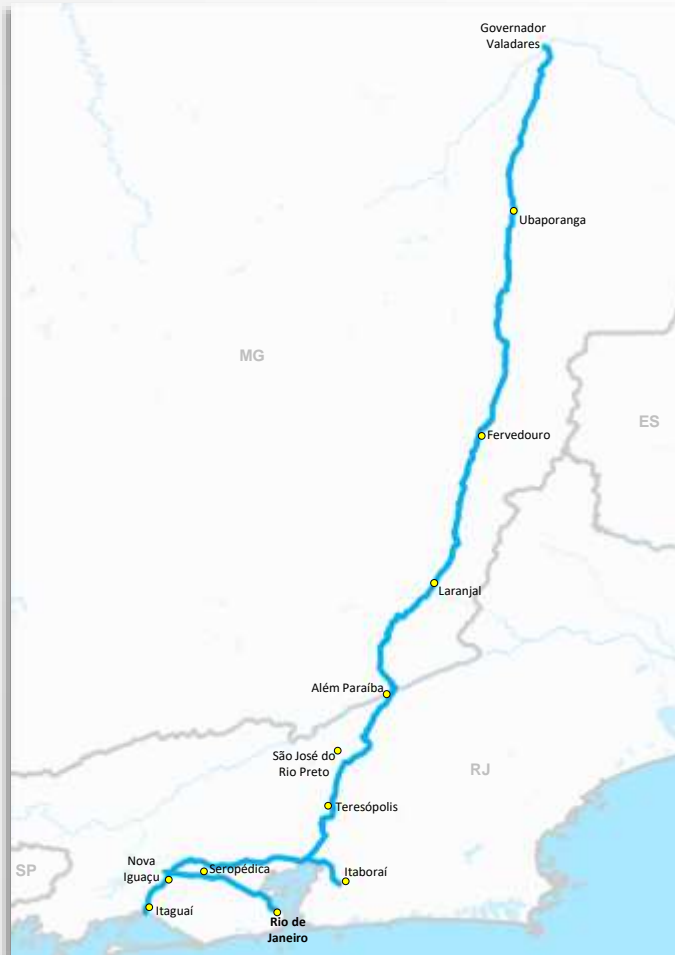 Governador
Valadares
Ubaporanga
MG
ES
Fervedouro
Laranjal
Além Paraíba
São José do
Rio Preto
RJ
Teresópolis
Nova
Iguaçu
Seropédica
SP
Itaboraí
Itaguaí
Rio de
Janeiro